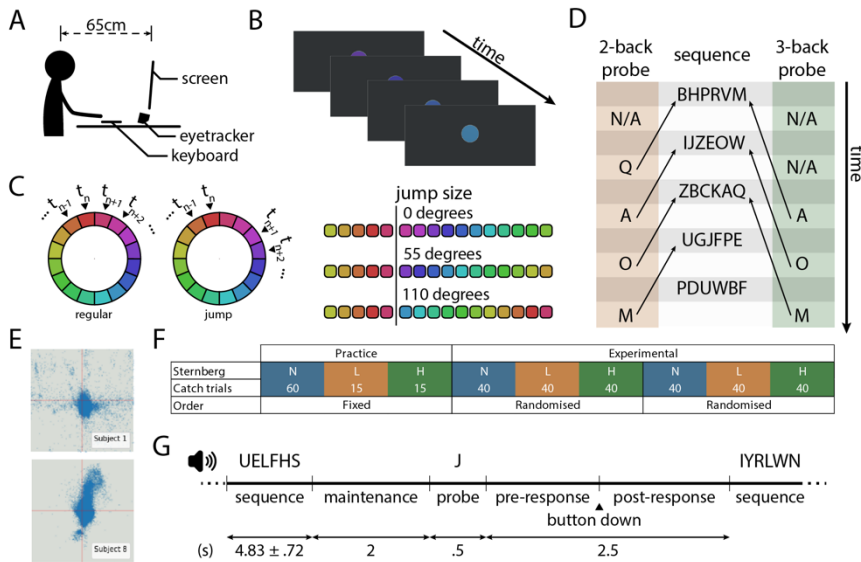 A
65cm
screen
eyetracker
keyboard
B
time
C
... t n-1
t n
t n+1
t n+2 ...
regular
... t n-1
t n
t n+1
t n+2
...
jump
jump size
0 degrees
55 degrees
110 degrees
D
2-back probe
sequence
3-back probe
BHPRVM
N/A
N/A
IJZEOW
Q
N/A
ZBCKAQ
A
A
UGJFPE
O
O
PDUWBF
M
M
time
E
Subject 1
Subject 8
F
Practice Experimental
Sternberg N L H N L H N L H
Catch trials 60 15 15 40 40 40 40 40 40
Order Fixed Randomised Randomised
G
UELFHS J IYRLWN
sequence maintenance probe pre-response post-response sequence
button down
(s) 4.83 ± .72 2 .5 2.5